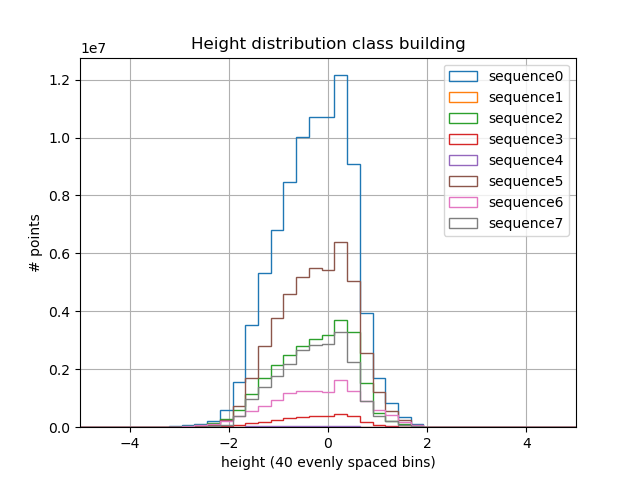 Height distribution class building
1e7
1.2
1.0
0.8
0.6
0.4
0.2
0.0
# points
sequence0
sequence1
sequence2
sequence3
sequence4
sequence5
sequence6
sequence7
−4 −2 0 2 4
height (40 evenly spaced bins)